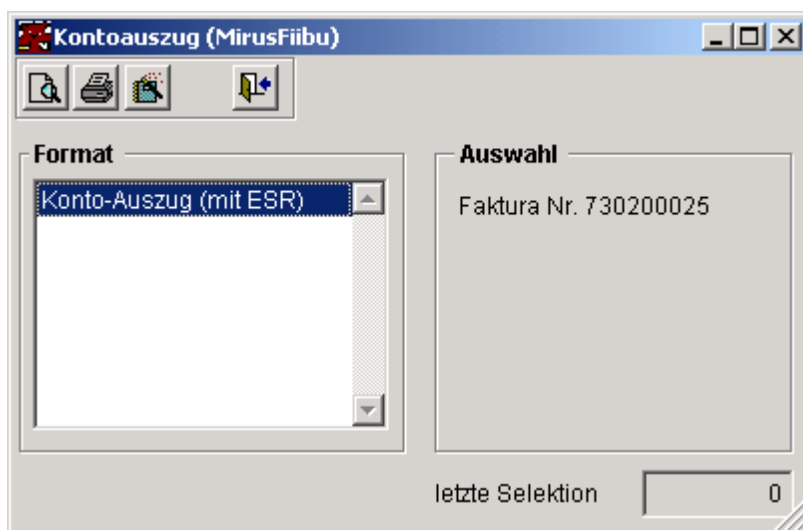 Kontoauszug (MirusFiibu)
Format
Konto-Auszug (mit ESR)
Auswahl
Faktura Nr. 730200025
letzte Selektion
0